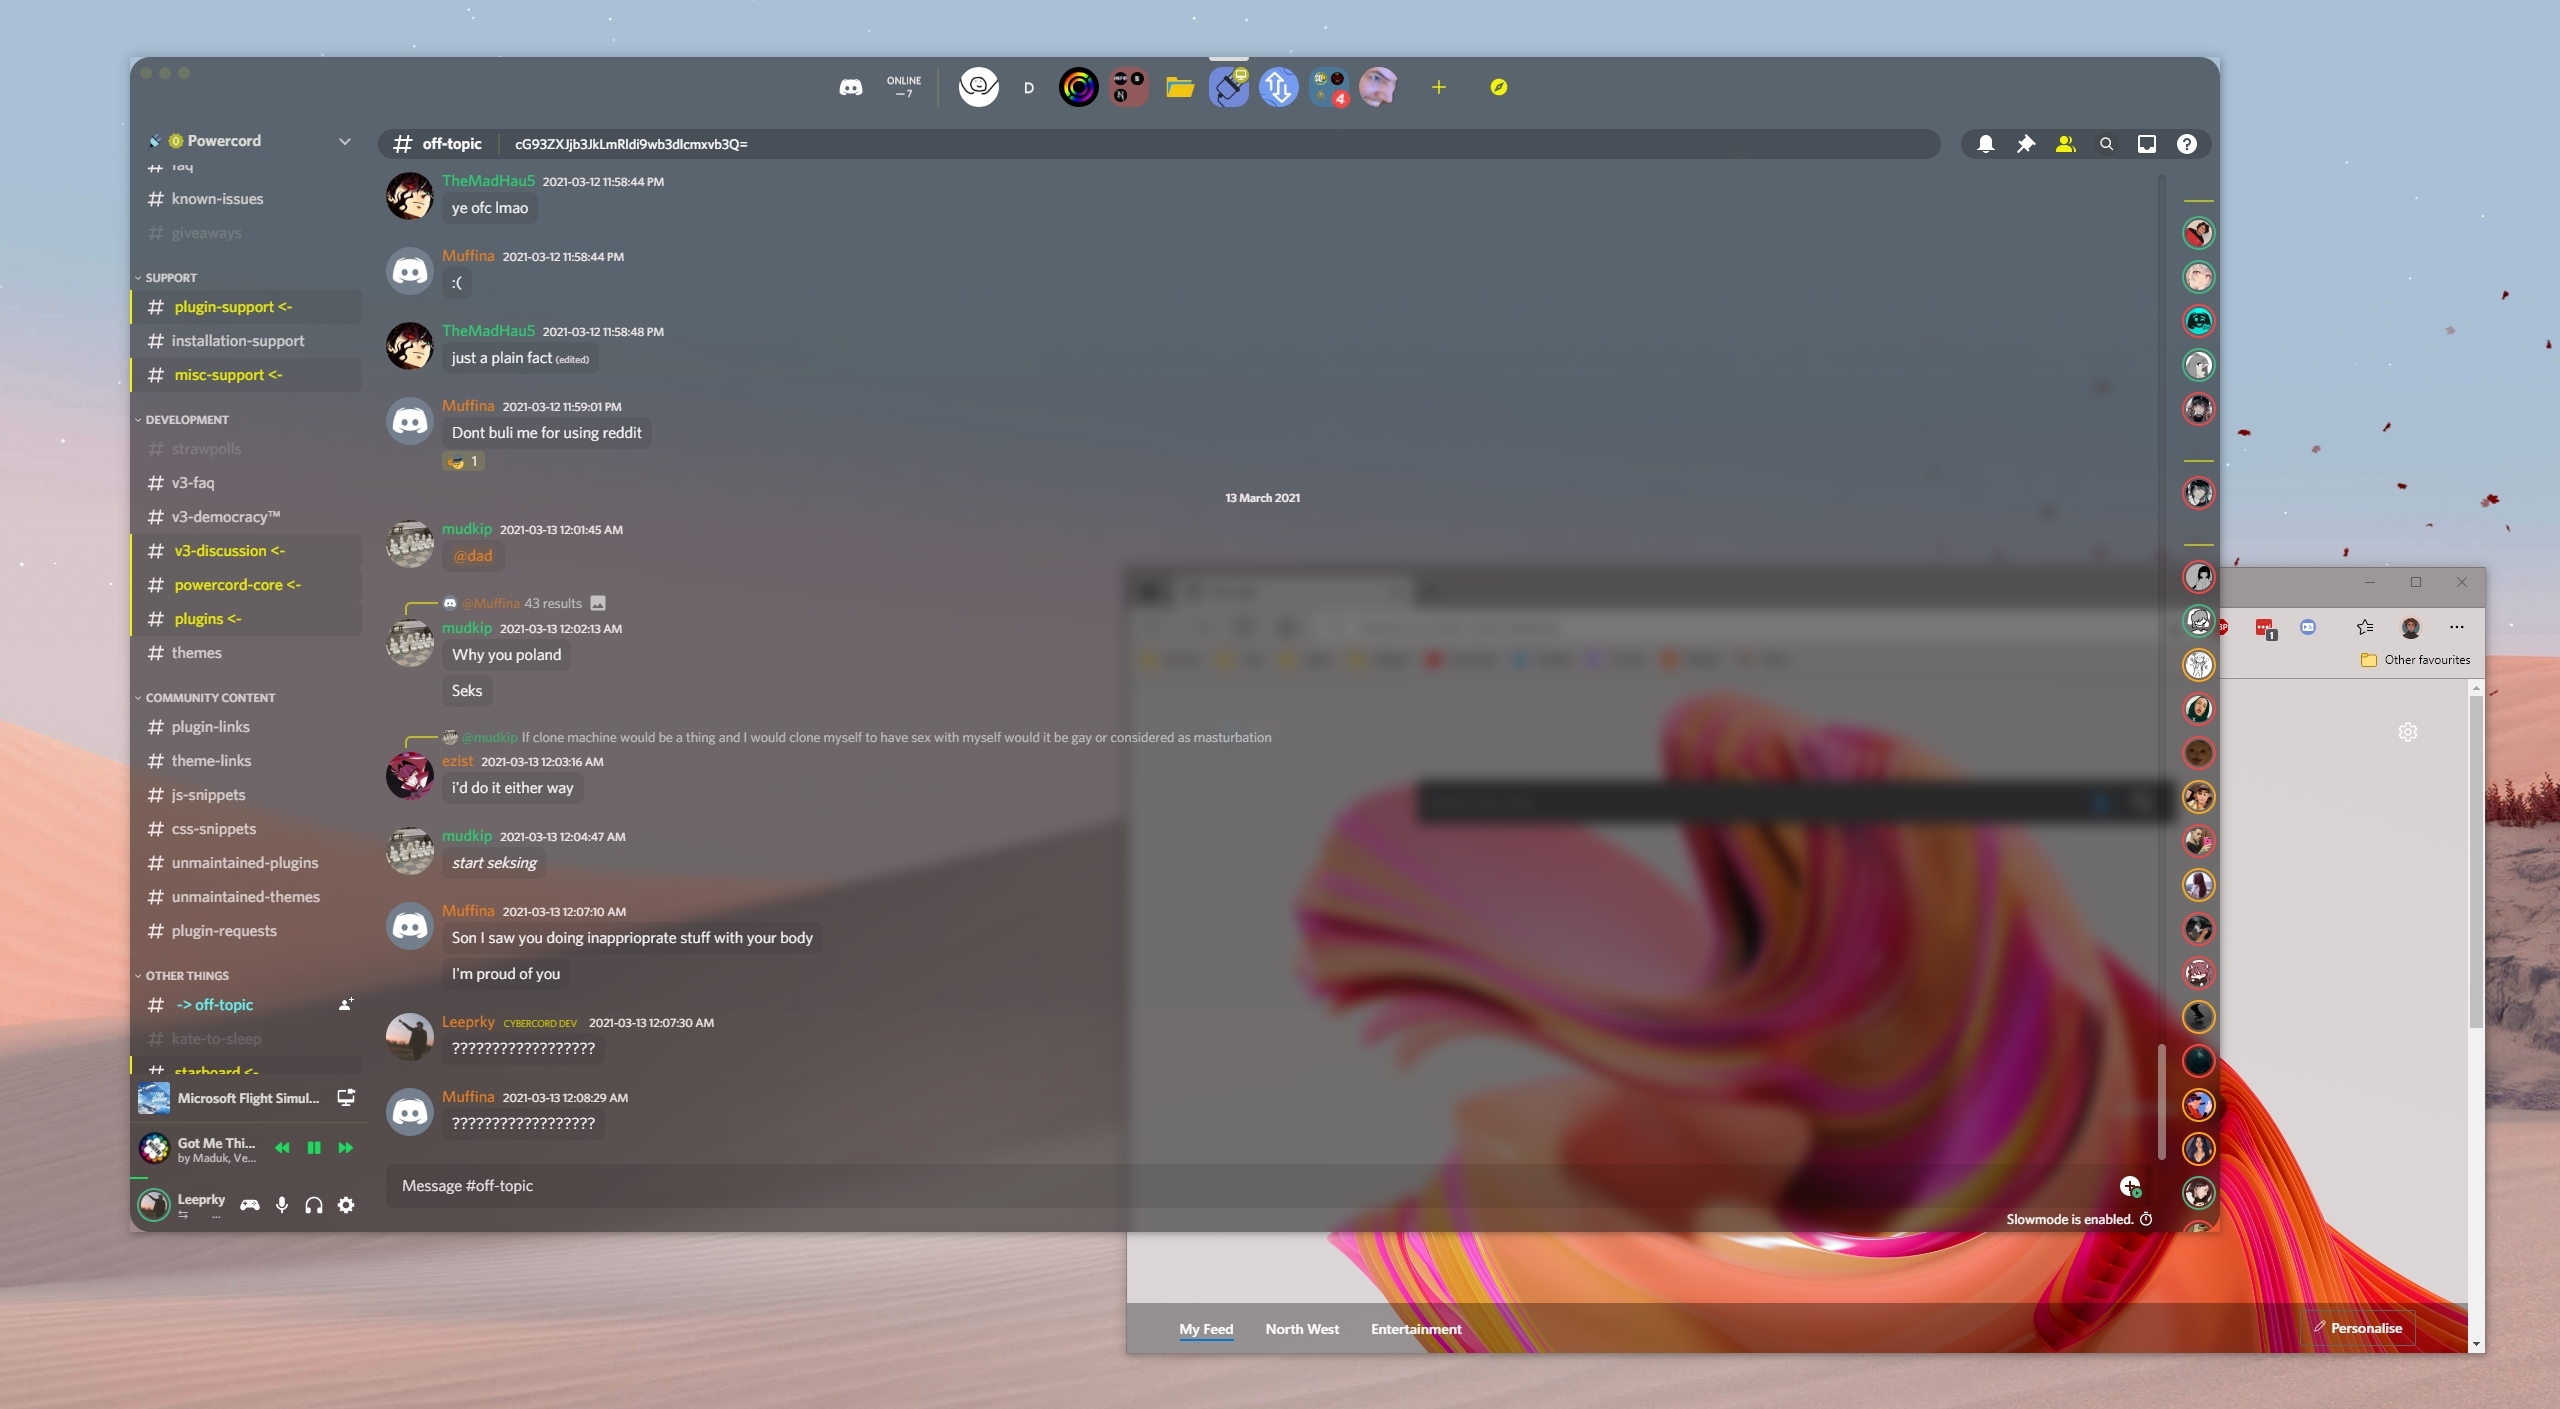 ONLINE
—7
D
4
Powercord
faq
known-issues
giveaways
SUPPORT
plugin-support <-
installation-support
misc-support <-
DEVELOPMENT
strawpolls
v3-faq
v3-democracy™
v3-discussion <-
powercord-core <-
plugins <-
themes
COMMUNITY CONTENT
plugin-links
theme-links
js-snippets
css-snippets
unmaintained-plugins
unmaintained-themes
plugin-requests
OTHER THINGS
-> off-topic
kate-to-sleep
starboard <-
Microsoft Flight Simul...
Got Me Thi...
by Maduk, Ve...
Leeprky
...
# off-topic
TheMadHau5 2021-03-12 11:58:44 PM
ye ofc lmao
Muffina 2021-03-12 11:58:44 PM
:(
TheMadHau5 2021-03-12 11:58:48 PM
just a plain fact (edited)
Muffina 2021-03-12 11:59:01 PM
Dont buli me for using reddit
1
13 March 2021
mudkip 2021-03-13 12:01:45 AM
@dad
@Muffina 43 results
mudkip 2021-03-13 12:02:13 AM
Why you poland
Seks
@mudkip If clone machine would be a thing and I would clone myself to have sex with myself would it be gay or considered as masturbation
ezist 2021-03-13 12:03:16 AM
i'd do it either way
mudkip 2021-03-13 12:04:47 AM
start seksing
Muffina 2021-03-13 12:07:10 AM
Son I saw you doing inapprioprate stuff with your body
I'm proud of you
Leeprky CYBERCORD DEV 2021-03-13 12:07:30 AM
??????????????????
Muffina 2021-03-13 12:08:29 AM
??????????????????
Message #off-topic
Slowmode is enabled.
1
Other favourites
My Feed North West Entertainment
Personalise